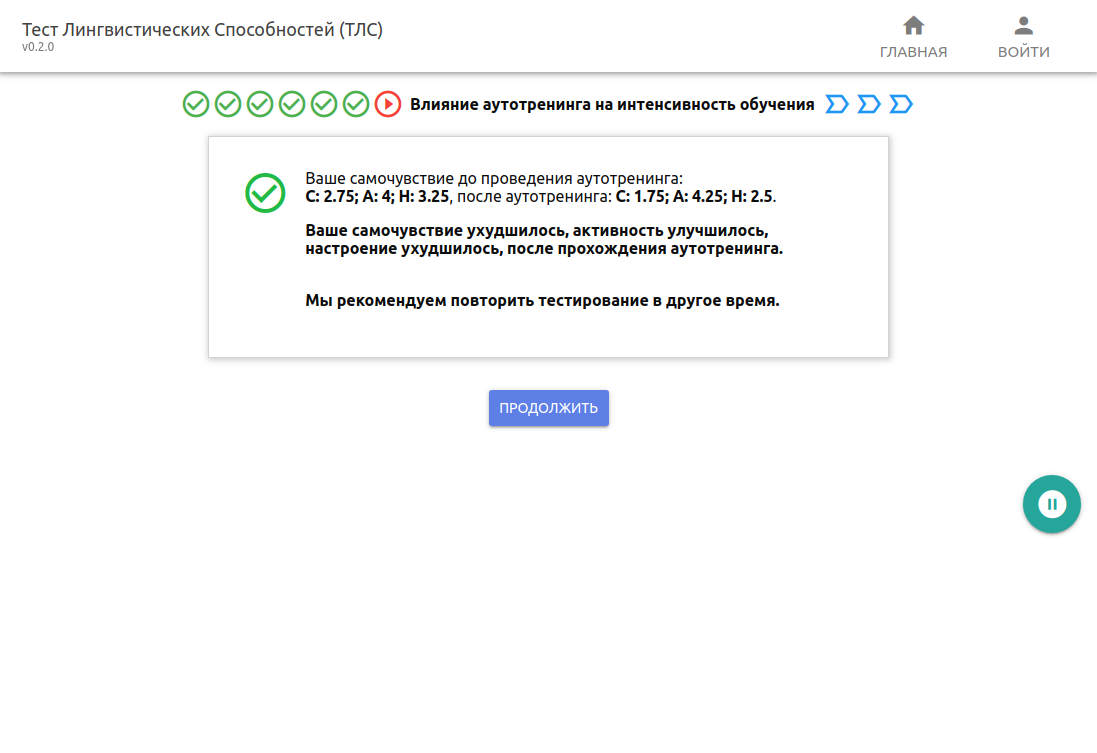 Тест Лингвистических Способностей (ТЛС)
v0.2.0
ГЛАВНАЯ
ВОЙТИ
Влияние аутотренинга на интенсивность обучения
Ваше самочувствие до проведения аутотренинга:
С: 2.75; А: 4; Н: 3.25, после аутотренинга: С: 1.75; А: 4.25; Н: 2.5.
Ваше самочувствие ухудшилось, активность улучшилось,
настроение ухудшилось, после прохождения аутотренинга.
Мы рекомендуем повторить тестирование в другое время.
ПРОДОЛЖИТЬ